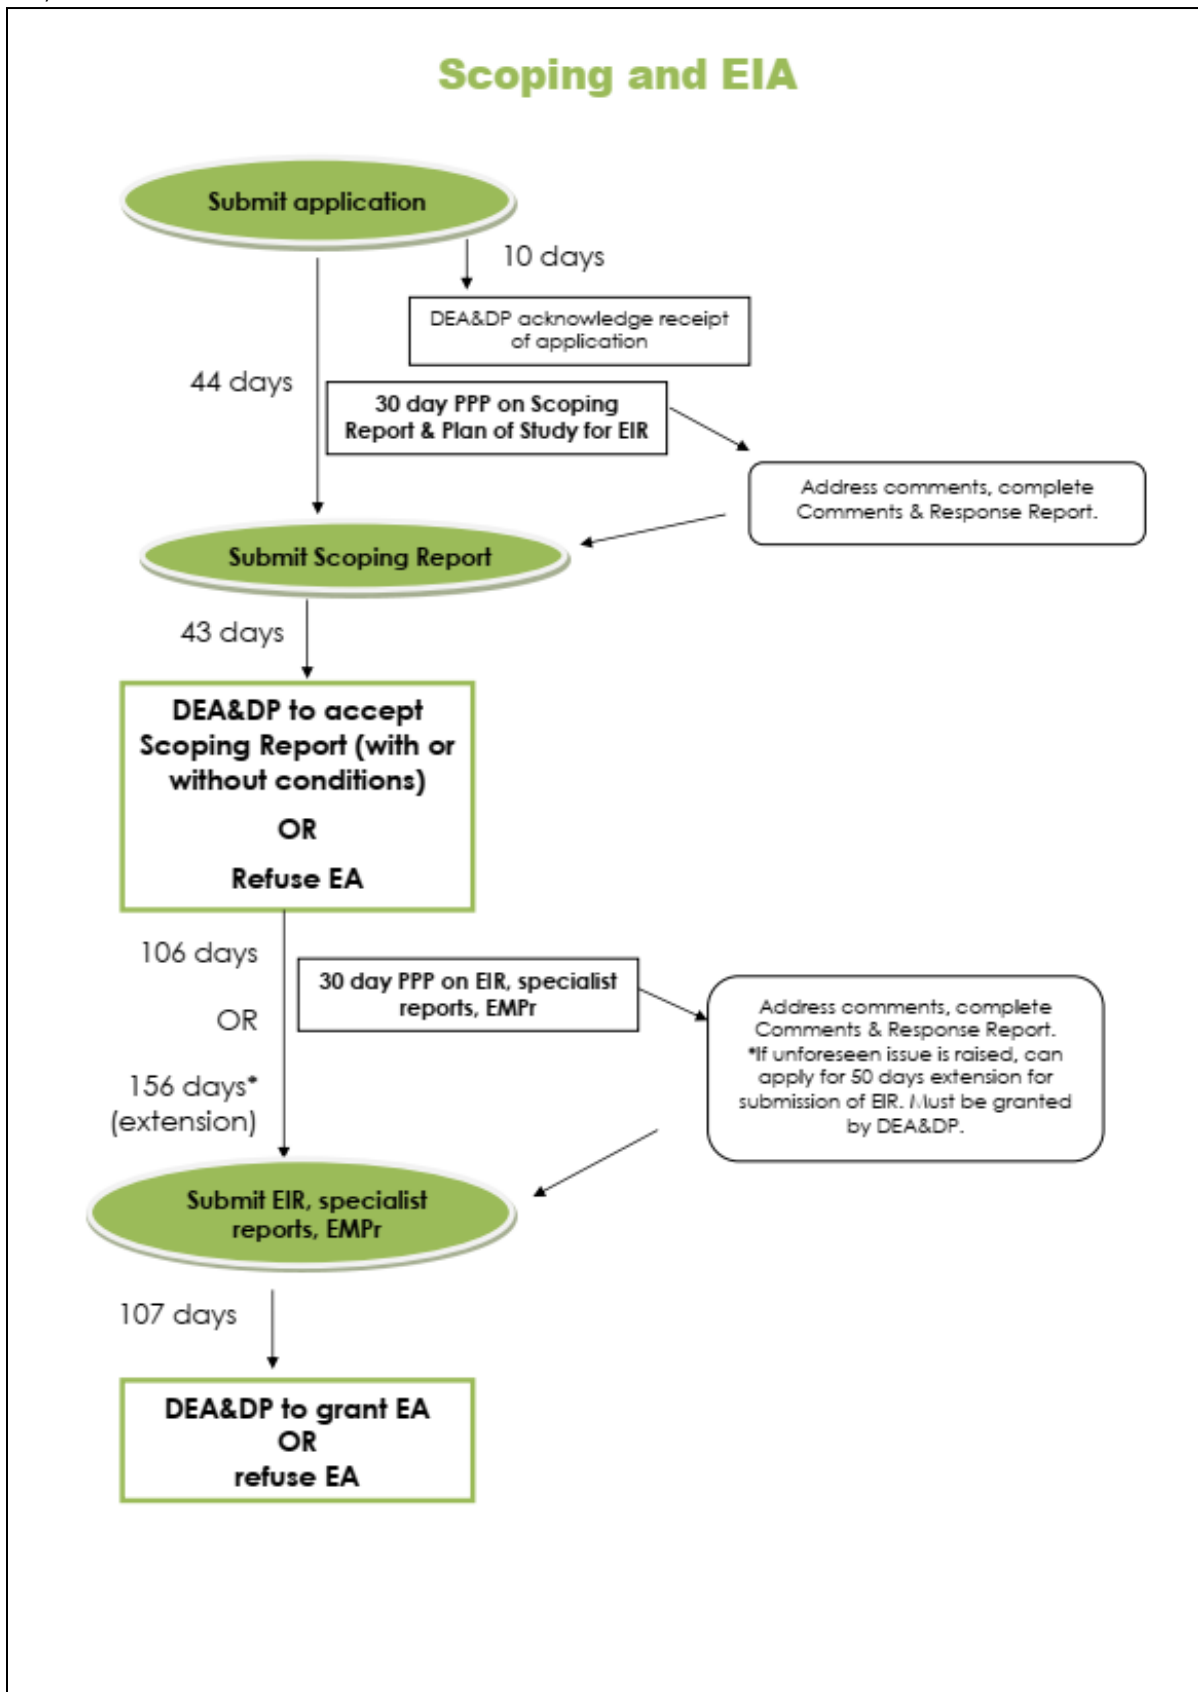 Scoping and EIA
Submit application
10 days
DEA&DP acknowledge receipt
of application
44 days
30 day PPP on Scoping
Report & Plan of Study for EIR
Address comments, complete
Comments & Response Report.
Submit Scoping Report
43 days
DEA&DP to accept
Scoping Report (with or
without conditions)
OR
Refuse EA
106 days
OR
156 days*
(extension)
30 day PPP on EIR, specialist
reports, EMPr
Address comments, complete
Comments & Response Report.
*If unforeseen issue is raised, can
apply for 50 days extension for
submission of EIR. Must be granted
by DEA&DP.
Submit EIR, specialist
reports, EMPr
107 days
DEA&DP to grant EA
OR
refuse EA